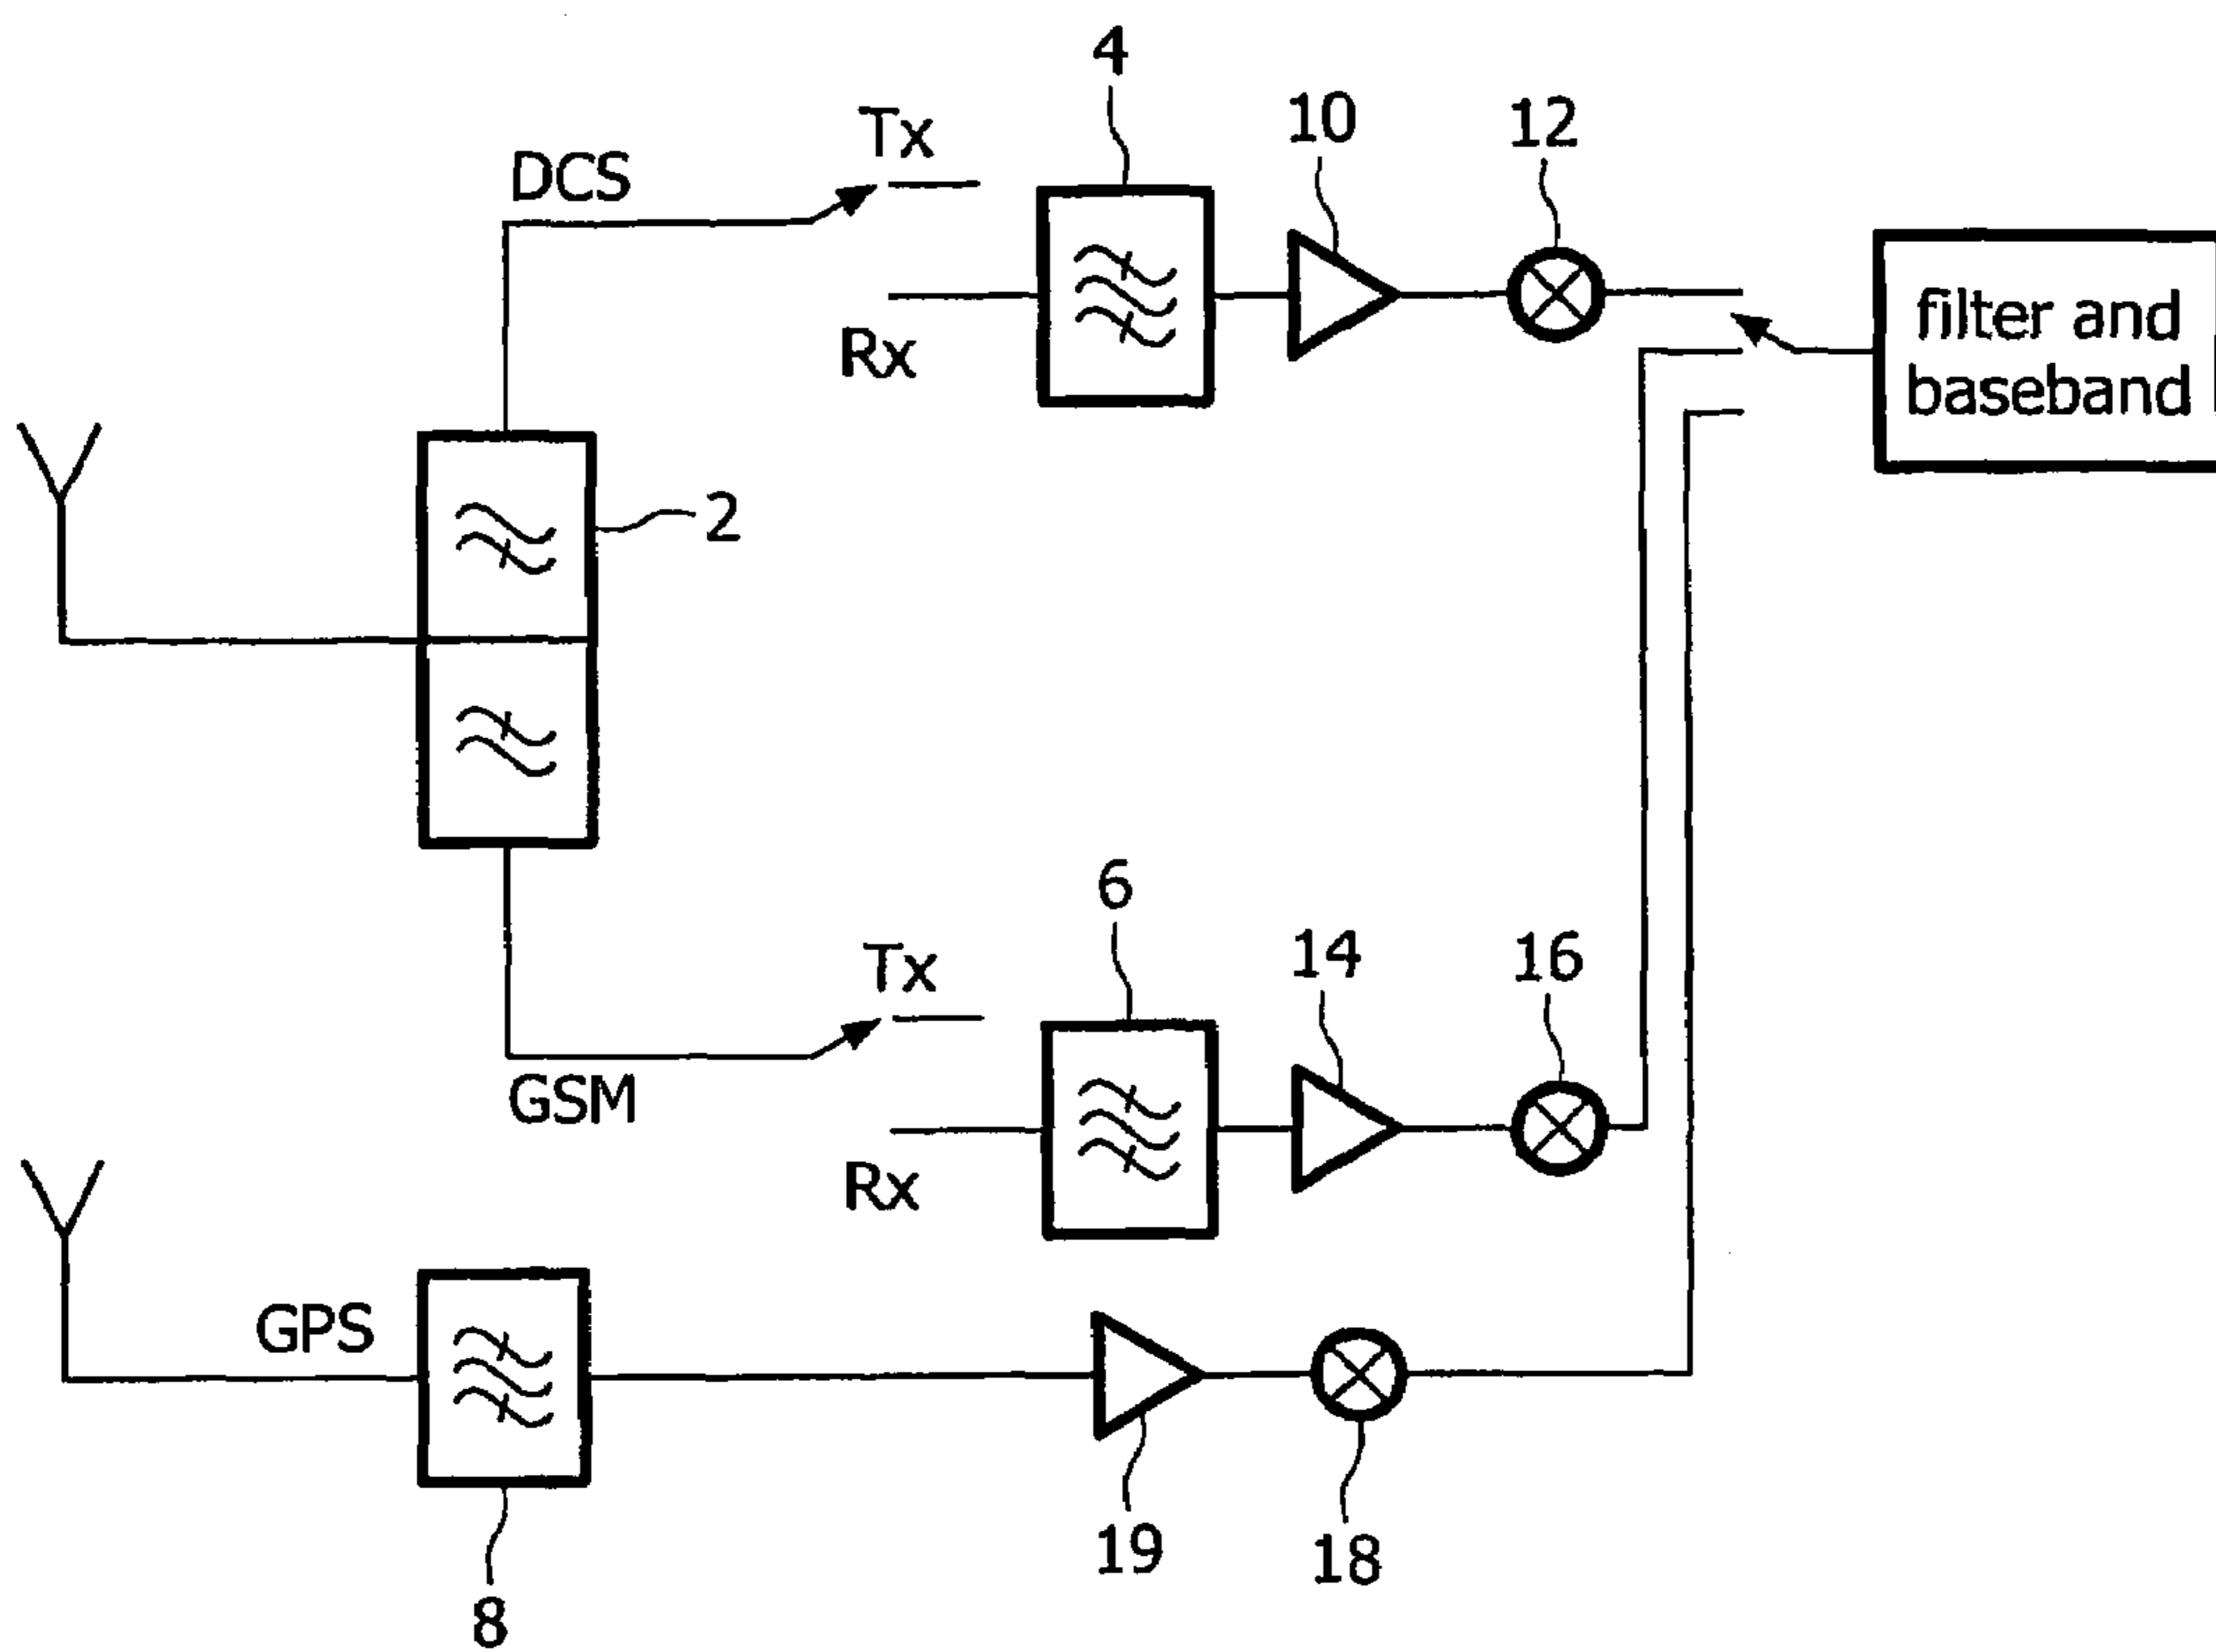 4
Tx
10
12
DCS
filter and
baseband
Rx
2
6
Tx
14
16
GSM
Rx
GPS
19
18
8